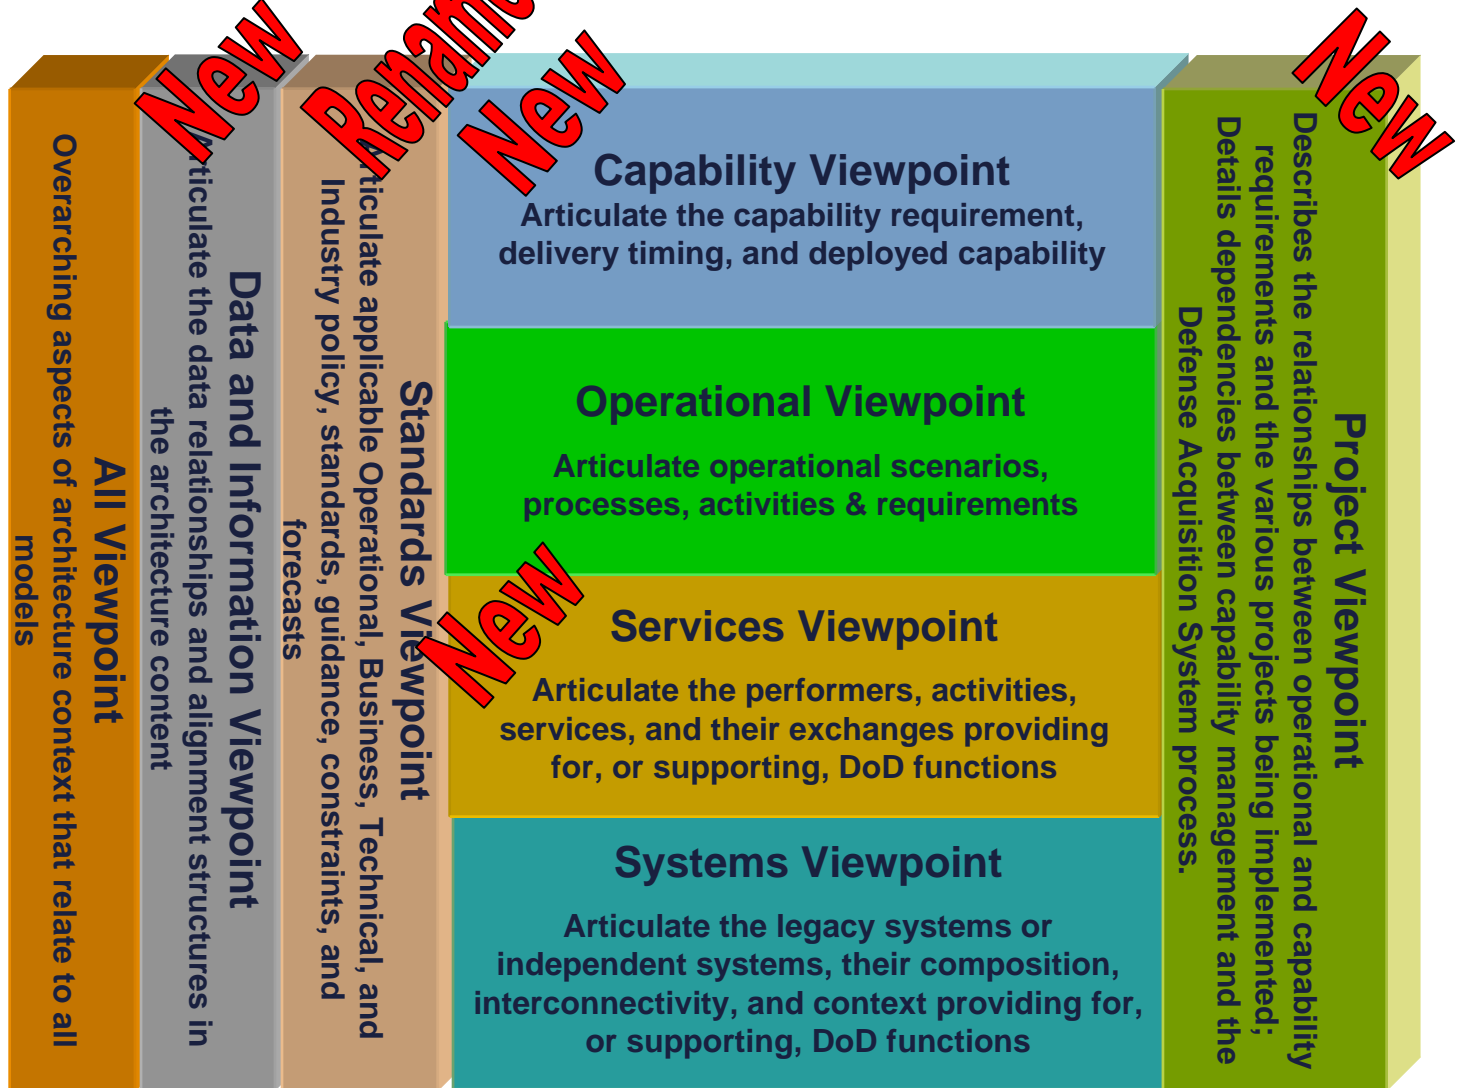 New
New
New
New
All Viewpoint
Overarching aspects of architecture context that relate to all
models
Data and Information Viewpoint
Articulate the data relationships and alignment structures in
the architecture content
Standards Viewpoint
Articulate applicable Operational, Business, Technical, and
Industry policy, standards, guidance, constraints, and
forecasts
Capability Viewpoint
Articulate the capability requirement,
delivery timing, and deployed capability
Operational Viewpoint
Articulate operational scenarios,
processes, activities & requirements
Services Viewpoint
Articulate the performers, activities,
services, and their exchanges providing
for, or supporting, DoD functions
Systems Viewpoint
Articulate the legacy systems or
independent systems, their composition,
interconnectivity, and context providing for,
or supporting, DoD functions
Project Viewpoint
Describes the relationships between operational and capability
requirements and the various projects being implemented;
Details dependencies between capability management and the
Defense Acquisition System process.